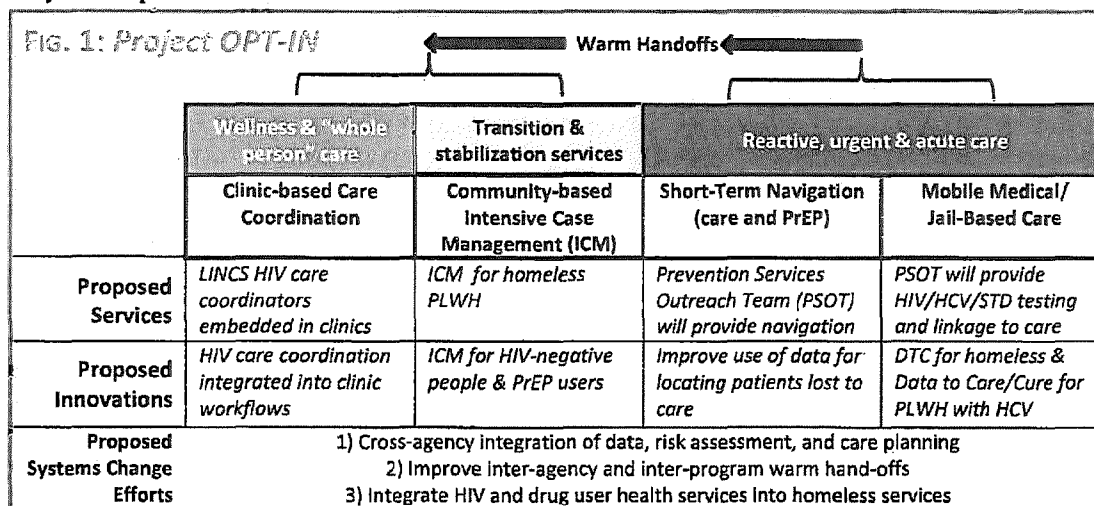 FIG. 1: Project OPT-IN
Warm Handoffs
Wellness & "whole
person" care
Transition &
stabilization services
Reactive, urgent & acute care
Clinic-based Care
Coordination
Community-based
Intensive Case
Management (ICM)
Short-Term Navigation
(care and PrEP)
Mobile Medical/
Jail-Based Care
Proposed
Services
LINCS HIV care
coordinators
embedded in clinics
ICM for homeless
PLWH
Prevention Services
Outreach Team (PSOT)
will provide navigation
PSOT will provide
HIV/HCV/STD testing
and linkage to care
Proposed
Innovations
HIV care coordination
integrated into clinic
workflows
ICM for HIV-negative
people & PrEP users
Improve use of data for
locating patients lost to
care
DTC for homeless &
Data to Care/Cure for
PLWH with HCV
Proposed
Systems Change
Efforts
1) Cross-agency integration of data, risk assessment, and care planning
2) Improve inter-agency and inter-program warm hand-offs
3) Integrate HIV and drug user health services into homeless services